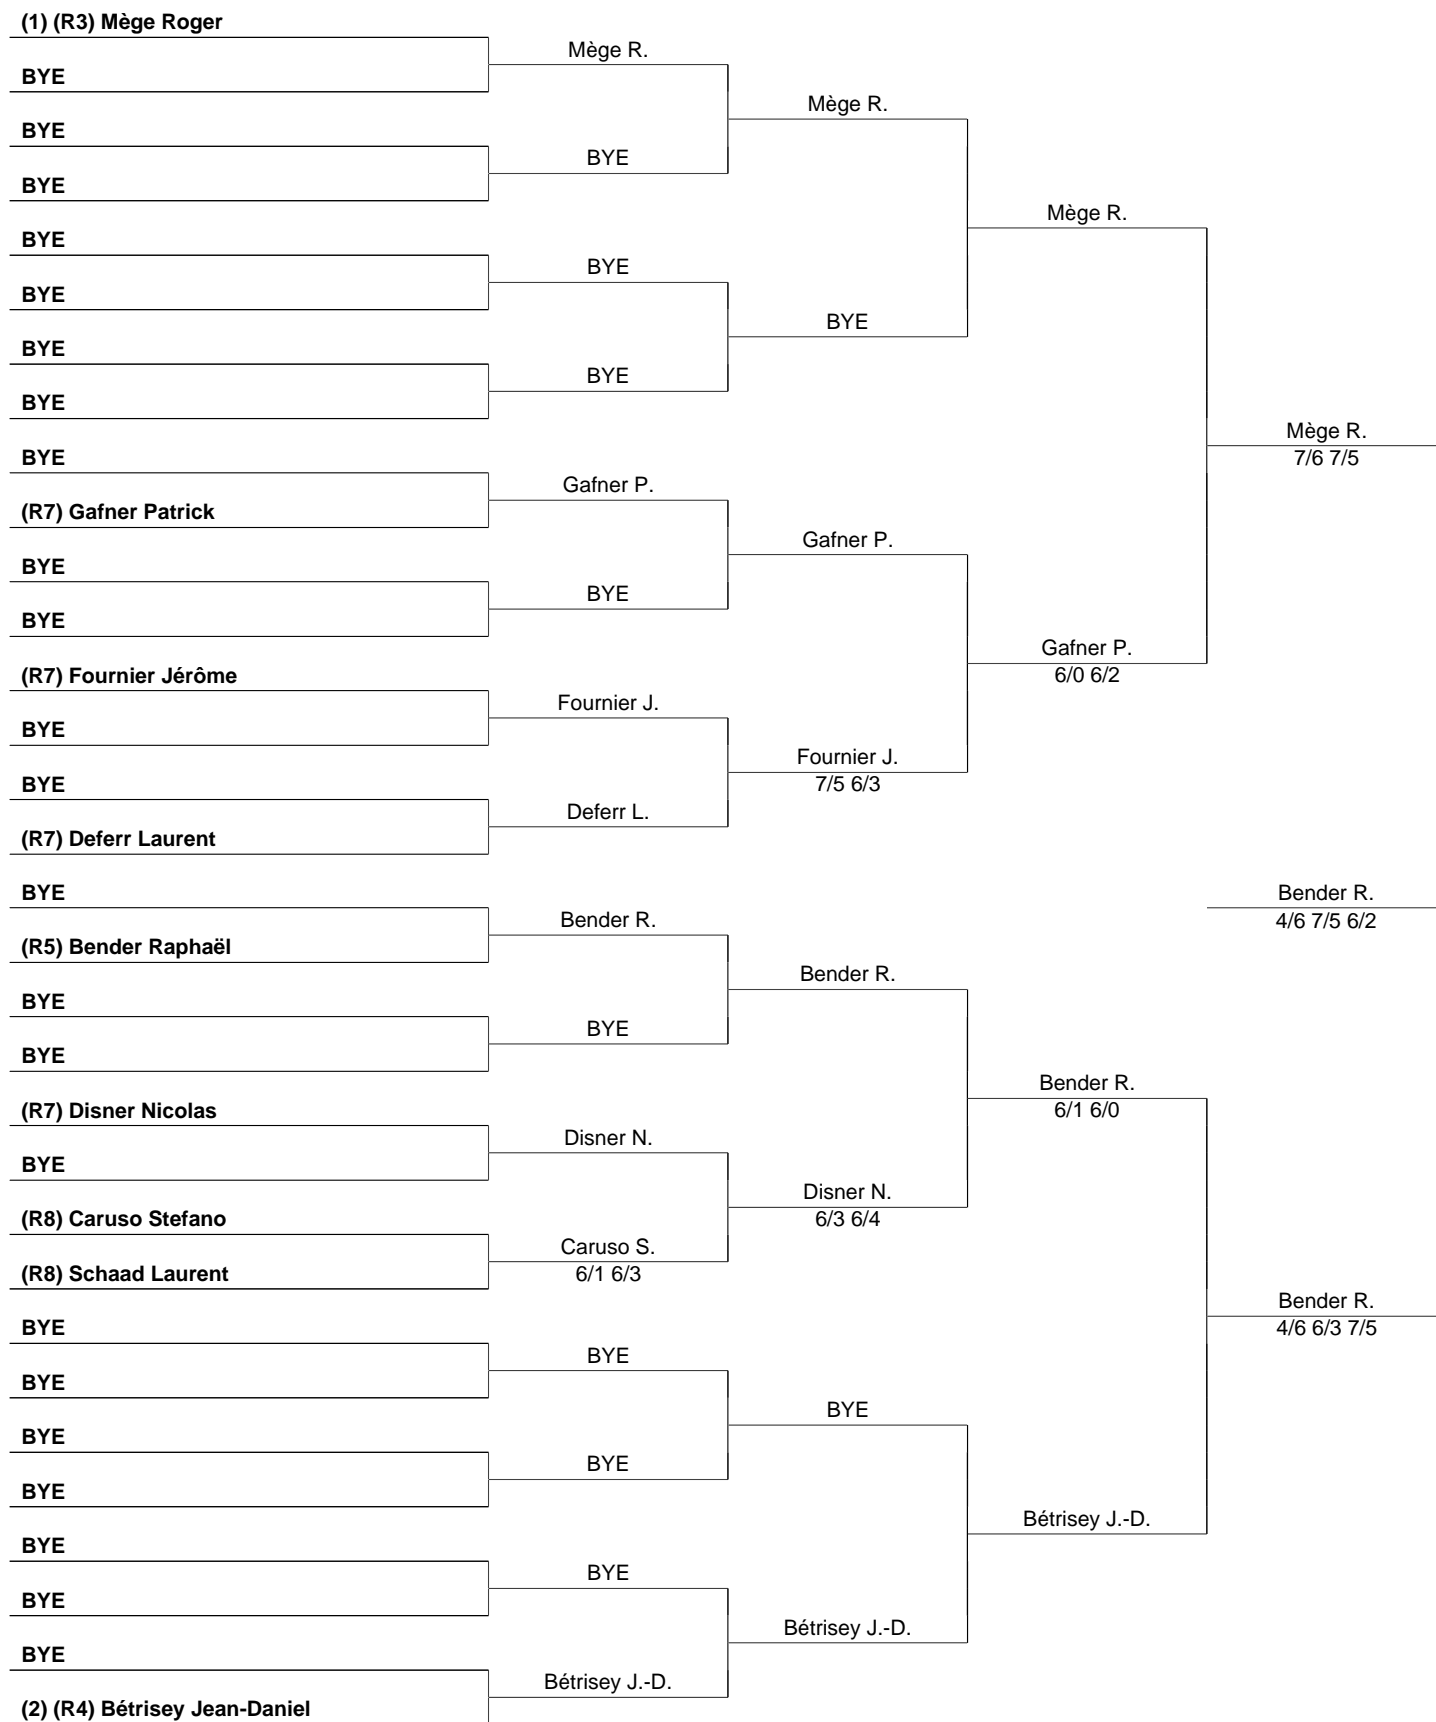 (1) (R3) Mège Roger
Mège R.
BYE
Mège R.
BYE
BYE
BYE
Mège R.
BYE
BYE
BYE
BYE
BYE
BYE
BYE
Mège R.
7/6 7/5
BYE
Gafner P.
(R7) Gafner Patrick
Gafner P.
BYE
BYE
BYE
Gafner P.
6/0 6/2
(R7) Fournier Jérôme
Fournier J.
BYE
Fournier J.
7/5 6/3
BYE
Deferr L.
(R7) Deferr Laurent
BYE
Bender R.
4/6 7/5 6/2
Bender R.
(R5) Bender Raphaël
Bender R.
BYE
BYE
BYE
Bender R.
6/1 6/0
(R7) Disner Nicolas
Disner N.
BYE
Disner N.
6/3 6/4
(R8) Caruso Stefano
Caruso S.
6/1 6/3
(R8) Schaad Laurent
Bender R.
4/6 6/3 7/5
BYE
BYE
BYE
BYE
BYE
BYE
BYE
Bétrisey J.-D.
BYE
BYE
BYE
Bétrisey J.-D.
BYE
Bétrisey J.-D.
(2) (R4) Bétrisey Jean-Daniel